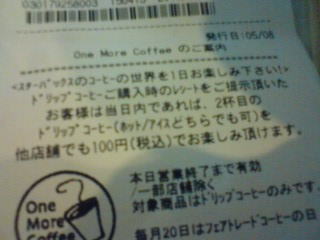 030179258003 150415
発行日:05/08
One More Coffee のご案内
<スターバックスのコーヒーの世界を1日お楽しみ下さい!>
ドリップコーヒーご購入時のレシートをご提示頂いた
お客様は当日内であれば、2杯目の
ドリップコーヒー(ホット/アイスどちらでも可)を
他店舗でも100円(税込)でお楽しみ頂けます。
本日営業終了まで有効
/一部店舗除く
対象商品はドリップコーヒーのみです。
毎月20日はフェアトレードコーヒーの日
One
More
Coffee